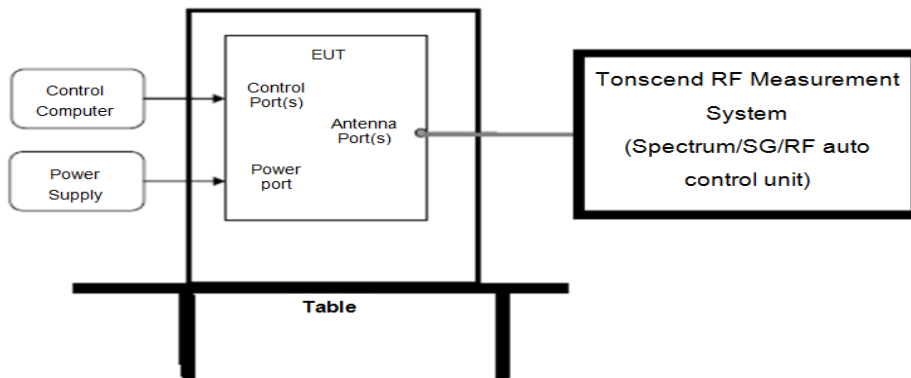 EUT
Control
Computer
Control
Port(s)
Antenna
Port(s)
Power
Supply
Power
port
Tonscend RF Measurement
System
(Spectrum/SG/RF auto
control unit)
Table